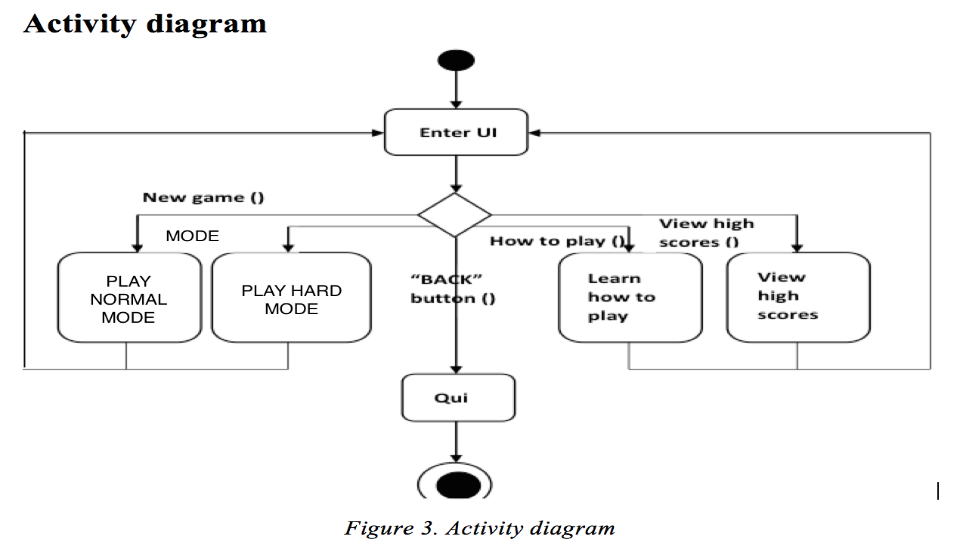 Activity diagram
Enter UI
New game ()
MODE
How to play ()
View high
scores ()
PLAY
NORMAL
MODE
PLAY HARD
MODE
“BACK”
button ()
Learn
how to
play
View
high
scores
Qui
Figure 3. Activity diagram